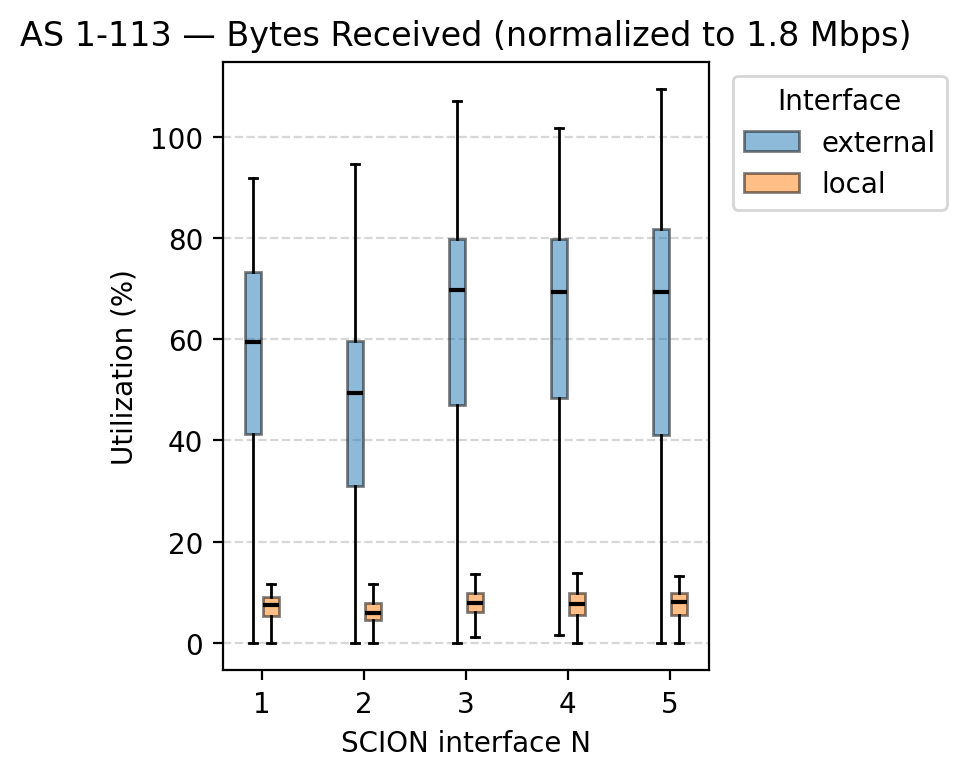 AS 1-113 — Bytes Received (normalized to 1.8 Mbps)
Interface
external
local
Utilization (%)
100
80
60
40
20
0
1 2 3 4 5
SCION interface N